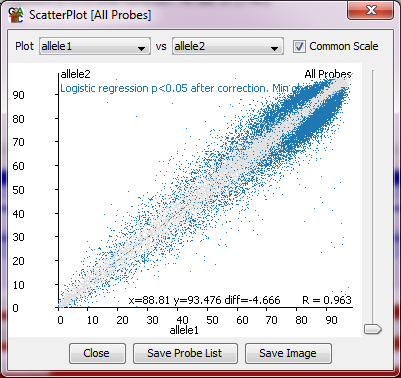 ScatterPlot [All Probes]
Plot allele1 vs allele2 Common Scale
allele2 All Probes
Logistic regression p<0.05 after correction. Min
90
80
70
60
50
40
30
20
10
0
x=88.81 y=93.476 diff=-4.666 R = 0.963
0 10 20 30 40 50 60 70 80 90
allele1
Close Save Probe List Save Image